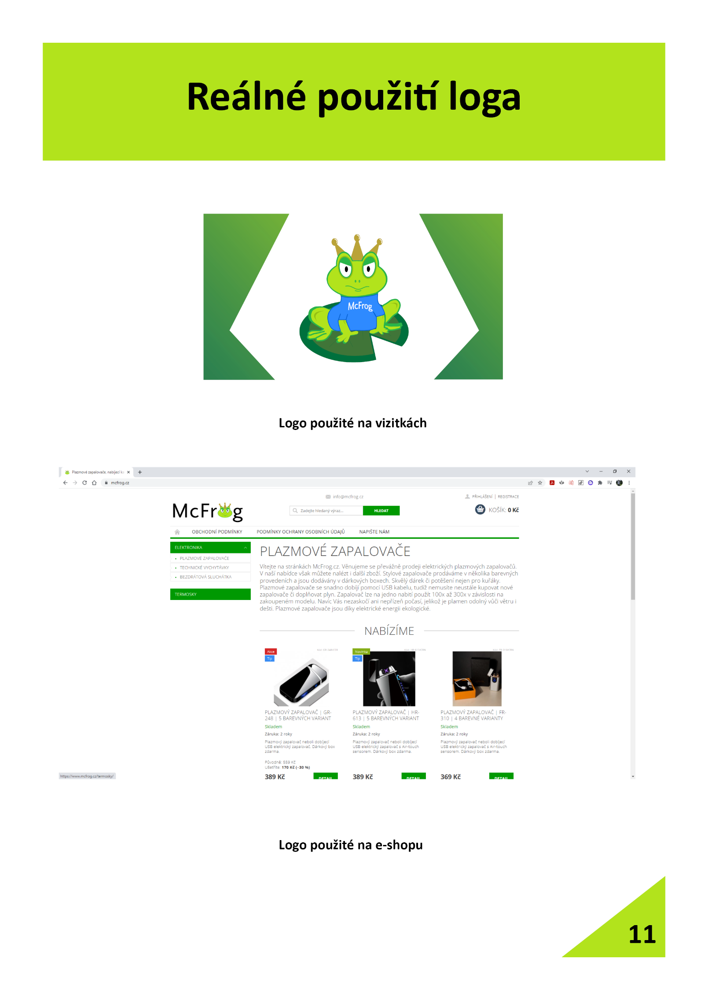 Reálné použití loga
McFrog
Logo použité na vizitkách
Plazmové zapalovače, nabíjecí ka
mcfrog.cz
info@mcfrog.cz
PŘIHLÁŠENÍ | REGISTRACE
McFrog
Zadejte hledaný výraz...
HLEDAT
KOŠÍK: 0 Kč
OBCHODNÍ PODMÍNKY PODMÍNKY OCHRANY OSOBNÍCH ÚDAJŮ NAPIŠTE NÁM
ELEKTRONIKA
PLAZMOVÉ ZAPALOVAČE
TECHNICKÉ VYCHYTÁVKY
BEZDRÁTOVÁ SLUCHÁTKA
TERMOSKY
PLAZMOVÉ ZAPALOVAČE
Vítejte na stránkách McFrog.cz. Věnujeme se převážně prodeji elektrických plazmových zapalovačů.
V naší nabídce však můžete nalézt i další zboží. Stylové zapalovače prodáváme v několika barevných
provedeních a jsou dodávány v dárkových boxech. Skvělý dárek či potěšení nejen pro kuřáky.
Plazmové zapalovače se snadno dobíjí pomocí USB kabelu, tudíž nemusíte neustále kupovat nové
zapalovače či doplňovat plyn. Zapalovač lze na jedno nabití použít 100x až 300x v závislosti na
zakoupeném modelu. Navíc Vás nezaskočí ani nepřízeň počasí, jelikož je plamen odolný vůči větru i
dešti. Plazmové zapalovače jsou díky elektrické energii ekologické.
NABÍZÍME
Akce
Tip
Kód: GR-248/CER
PLAZMOVÝ ZAPALOVAČ | GR-
248 | 5 BAREVNÝCH VARIANT
Skladem
Záruka: 2 roky
Plazmový zapalovač neboli dobíjecí
USB elektrický zapalovač. Dárkový box
zdarma.
Původně: 559 Kč
Ušetříte: 170 Kč (–30 %)
389 Kč
DETAIL
Novinka
Tip
Kód: HR-613/CRN
PLAZMOVÝ ZAPALOVAČ | HR-
613 | 5 BAREVNÝCH VARIANT
Skladem
Záruka: 2 roky
Plazmový zapalovač neboli dobíjecí
USB elektrický zapalovač s Air-touch
sensorem. Dárkový box zdarma.
389 Kč
DETAIL
Kód: FR-310/CRN
PLAZMOVÝ ZAPALOVAČ | FR-
310 | 4 BAREVNÉ VARIANTY
Skladem
Záruka: 2 roky
Plazmový zapalovač neboli dobíjecí
USB elektrický zapalovač s Air-touch
sensorem. Dárkový box zdarma.
369 Kč
DETAIL
https://www.mcfrog.cz/termosky/
Logo použité na e-shopu
11